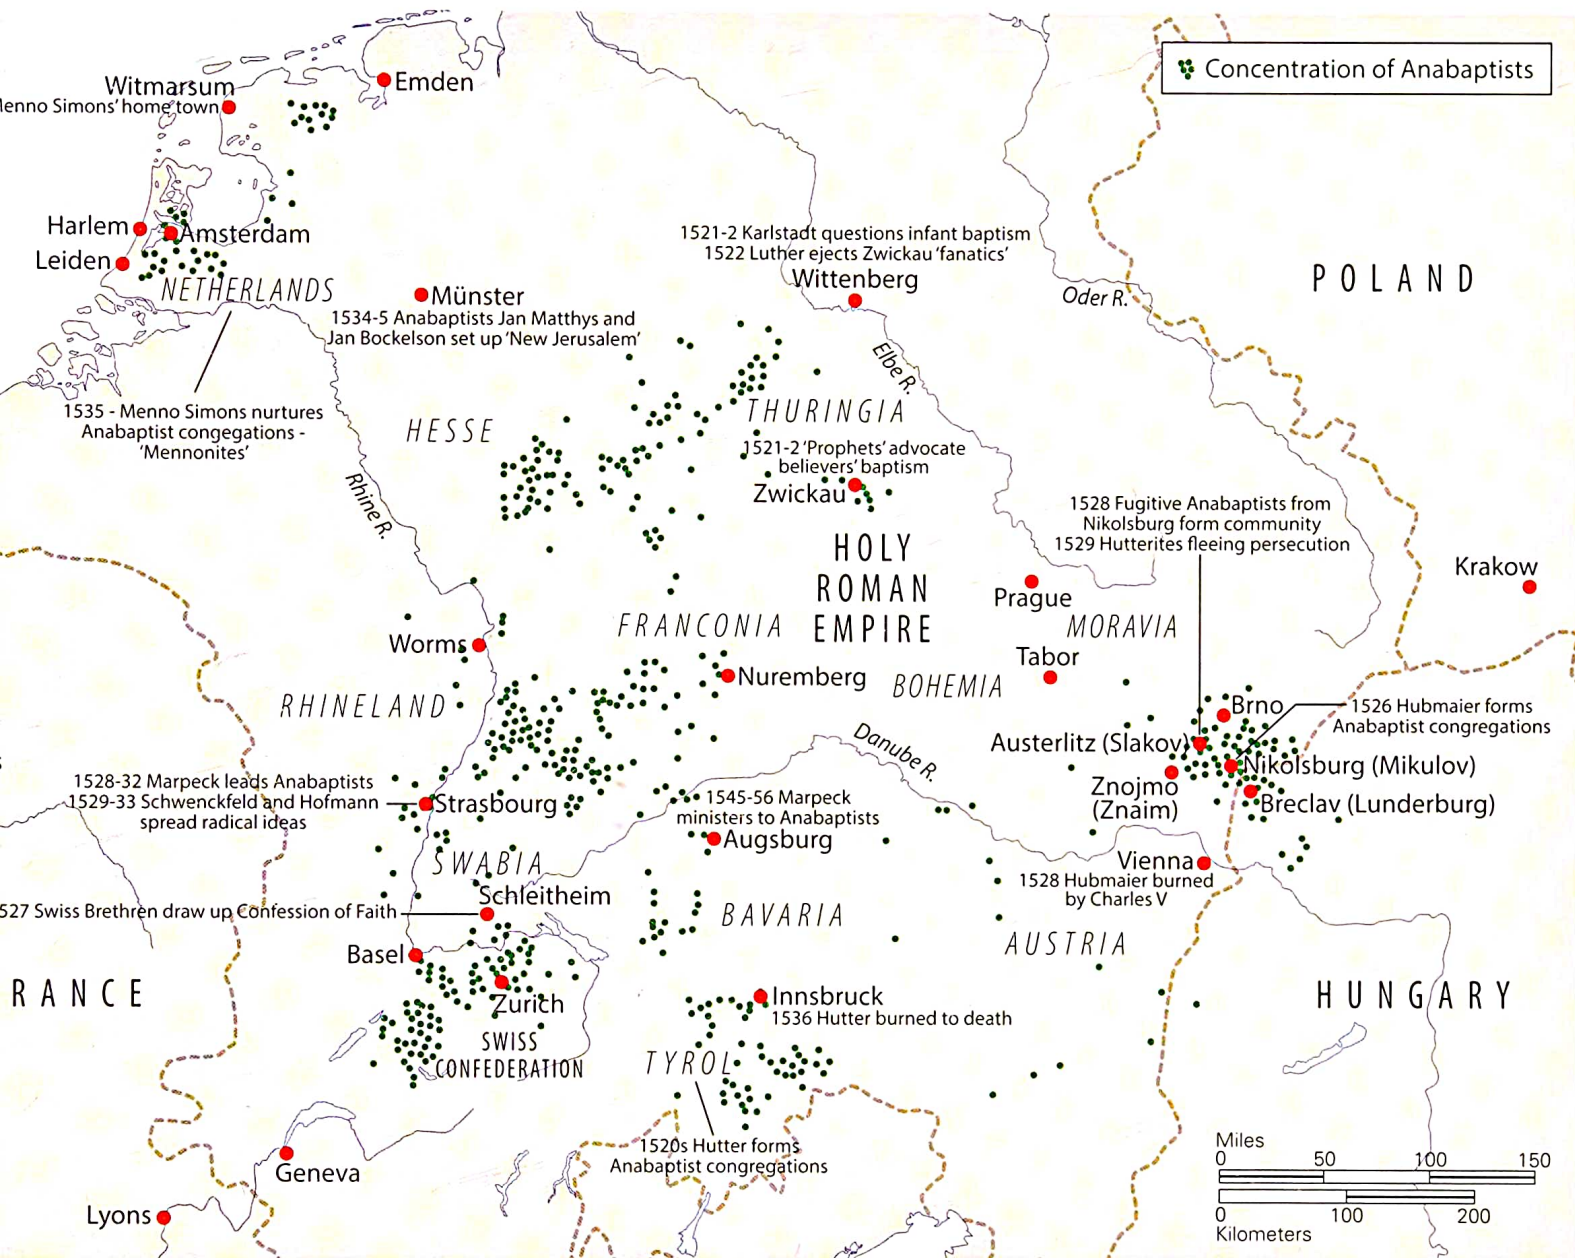 Concentration of Anabaptists
Witmarsum
Menno Simons' home town
Emden
Harlem
Amsterdam
Leiden
NETHERLANDS
Münster
1534-5 Anabaptists Jan Matthys and
Jan Bockelson set up 'New Jerusalem'
1521-2 Karlstadt questions infant baptism
1522 Luther ejects Zwickau 'fanatics'
Wittenberg
POLAND
Oder R.
Elbe R.
1535 - Menno Simons nurtures
Anabaptist congegations -
'Mennonites'
HESSE
THURINGIA
1521-2 'Prophets' advocate
believers' baptism
Zwickau
Rhine R.
1528 Fugitive Anabaptists from
Nikolsburg form community
1529 Hutterites fleeing persecution
HOLY
ROMAN
EMPIRE
Krakow
Prague
MORAVIA
FRANCONIA
Worms
Tabor
Nuremberg
BOHEMIA
RHINELAND
Brno
1526 Hubmaier forms
Anabaptist congregations
Austerlitz (Slakov)
Danube R.
Nikolsburg (Mikulov)
Znojmo
(Znaim)
Breclav (Lunderburg)
1528-32 Marpeck leads Anabaptists
1529-33 Schwenckfeld and Hofmann
spread radical ideas
Strasbourg
1545-56 Marpeck
ministers to Anabaptists
Augsburg
SWABIA
Vienna
1528 Hubmaier burned
by Charles V
Schleitheim
527 Swiss Brethren draw up Confession of Faith
BAVARIA
AUSTRIA
Basel
Zurich
RANCE
HUNGARY
Innsbruck
1536 Hutter burned to death
SWISS
CONFEDERATION
TYROL
1520s Hutter forms
Anabaptist congregations
Geneva
Lyons
Miles
0 50 100 150
0 100 200
Kilometers